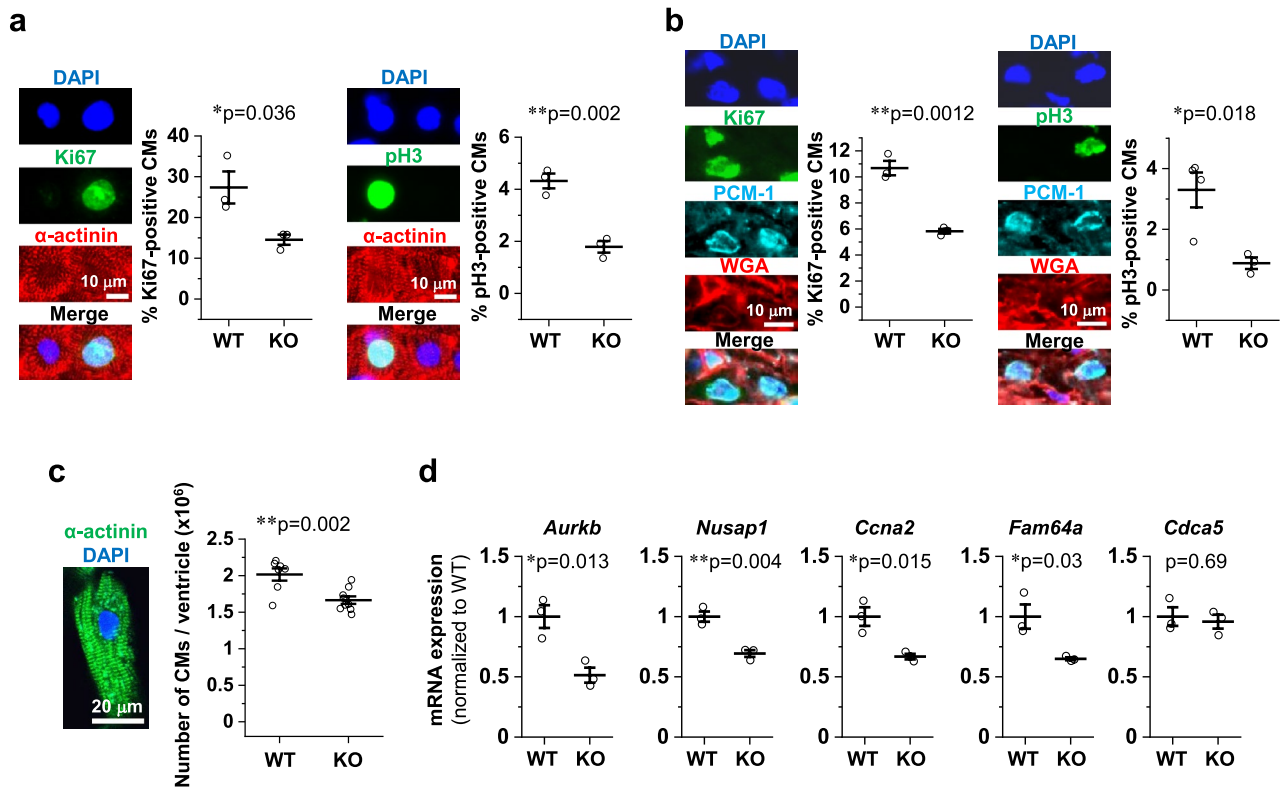 a
DAPI
Ki67
α-actinin
10 μm
Merge
*p=0.036
% Ki67-positive CMs
40
30
20
10
0
WT KO
DAPI
pH3
α-actinin
10 μm
Merge
**p=0.002
% pH3-positive CMs
6
4
2
0
WT KO
b
DAPI
Ki67
PCM-1
WGA
10 μm
Merge
**p=0.0012
% Ki67-positive CMs
12
10
8
6
4
2
0
WT KO
DAPI
pH3
PCM-1
WGA
10 μm
Merge
*p=0.018
% pH3-positive CMs
4
2
0
WT KO
c
α-actinin
DAPI
20 μm
Number of CMs / ventricle (x10⁶)
**p=0.002
2.5
2
1.5
1
0.5
0
WT KO
d
mRNA expression
(normalized to WT)
Aurkb
*p=0.013
1.5
1
0.5
0
WT KO
Nusap1
**p=0.004
1.5
1
0.5
0
WT KO
Ccna2
*p=0.015
1.5
1
0.5
0
WT KO
Fam64a
*p=0.03
1.5
1
0.5
0
WT KO
Cdca5
p=0.69
1.5
1
0.5
0
WT KO